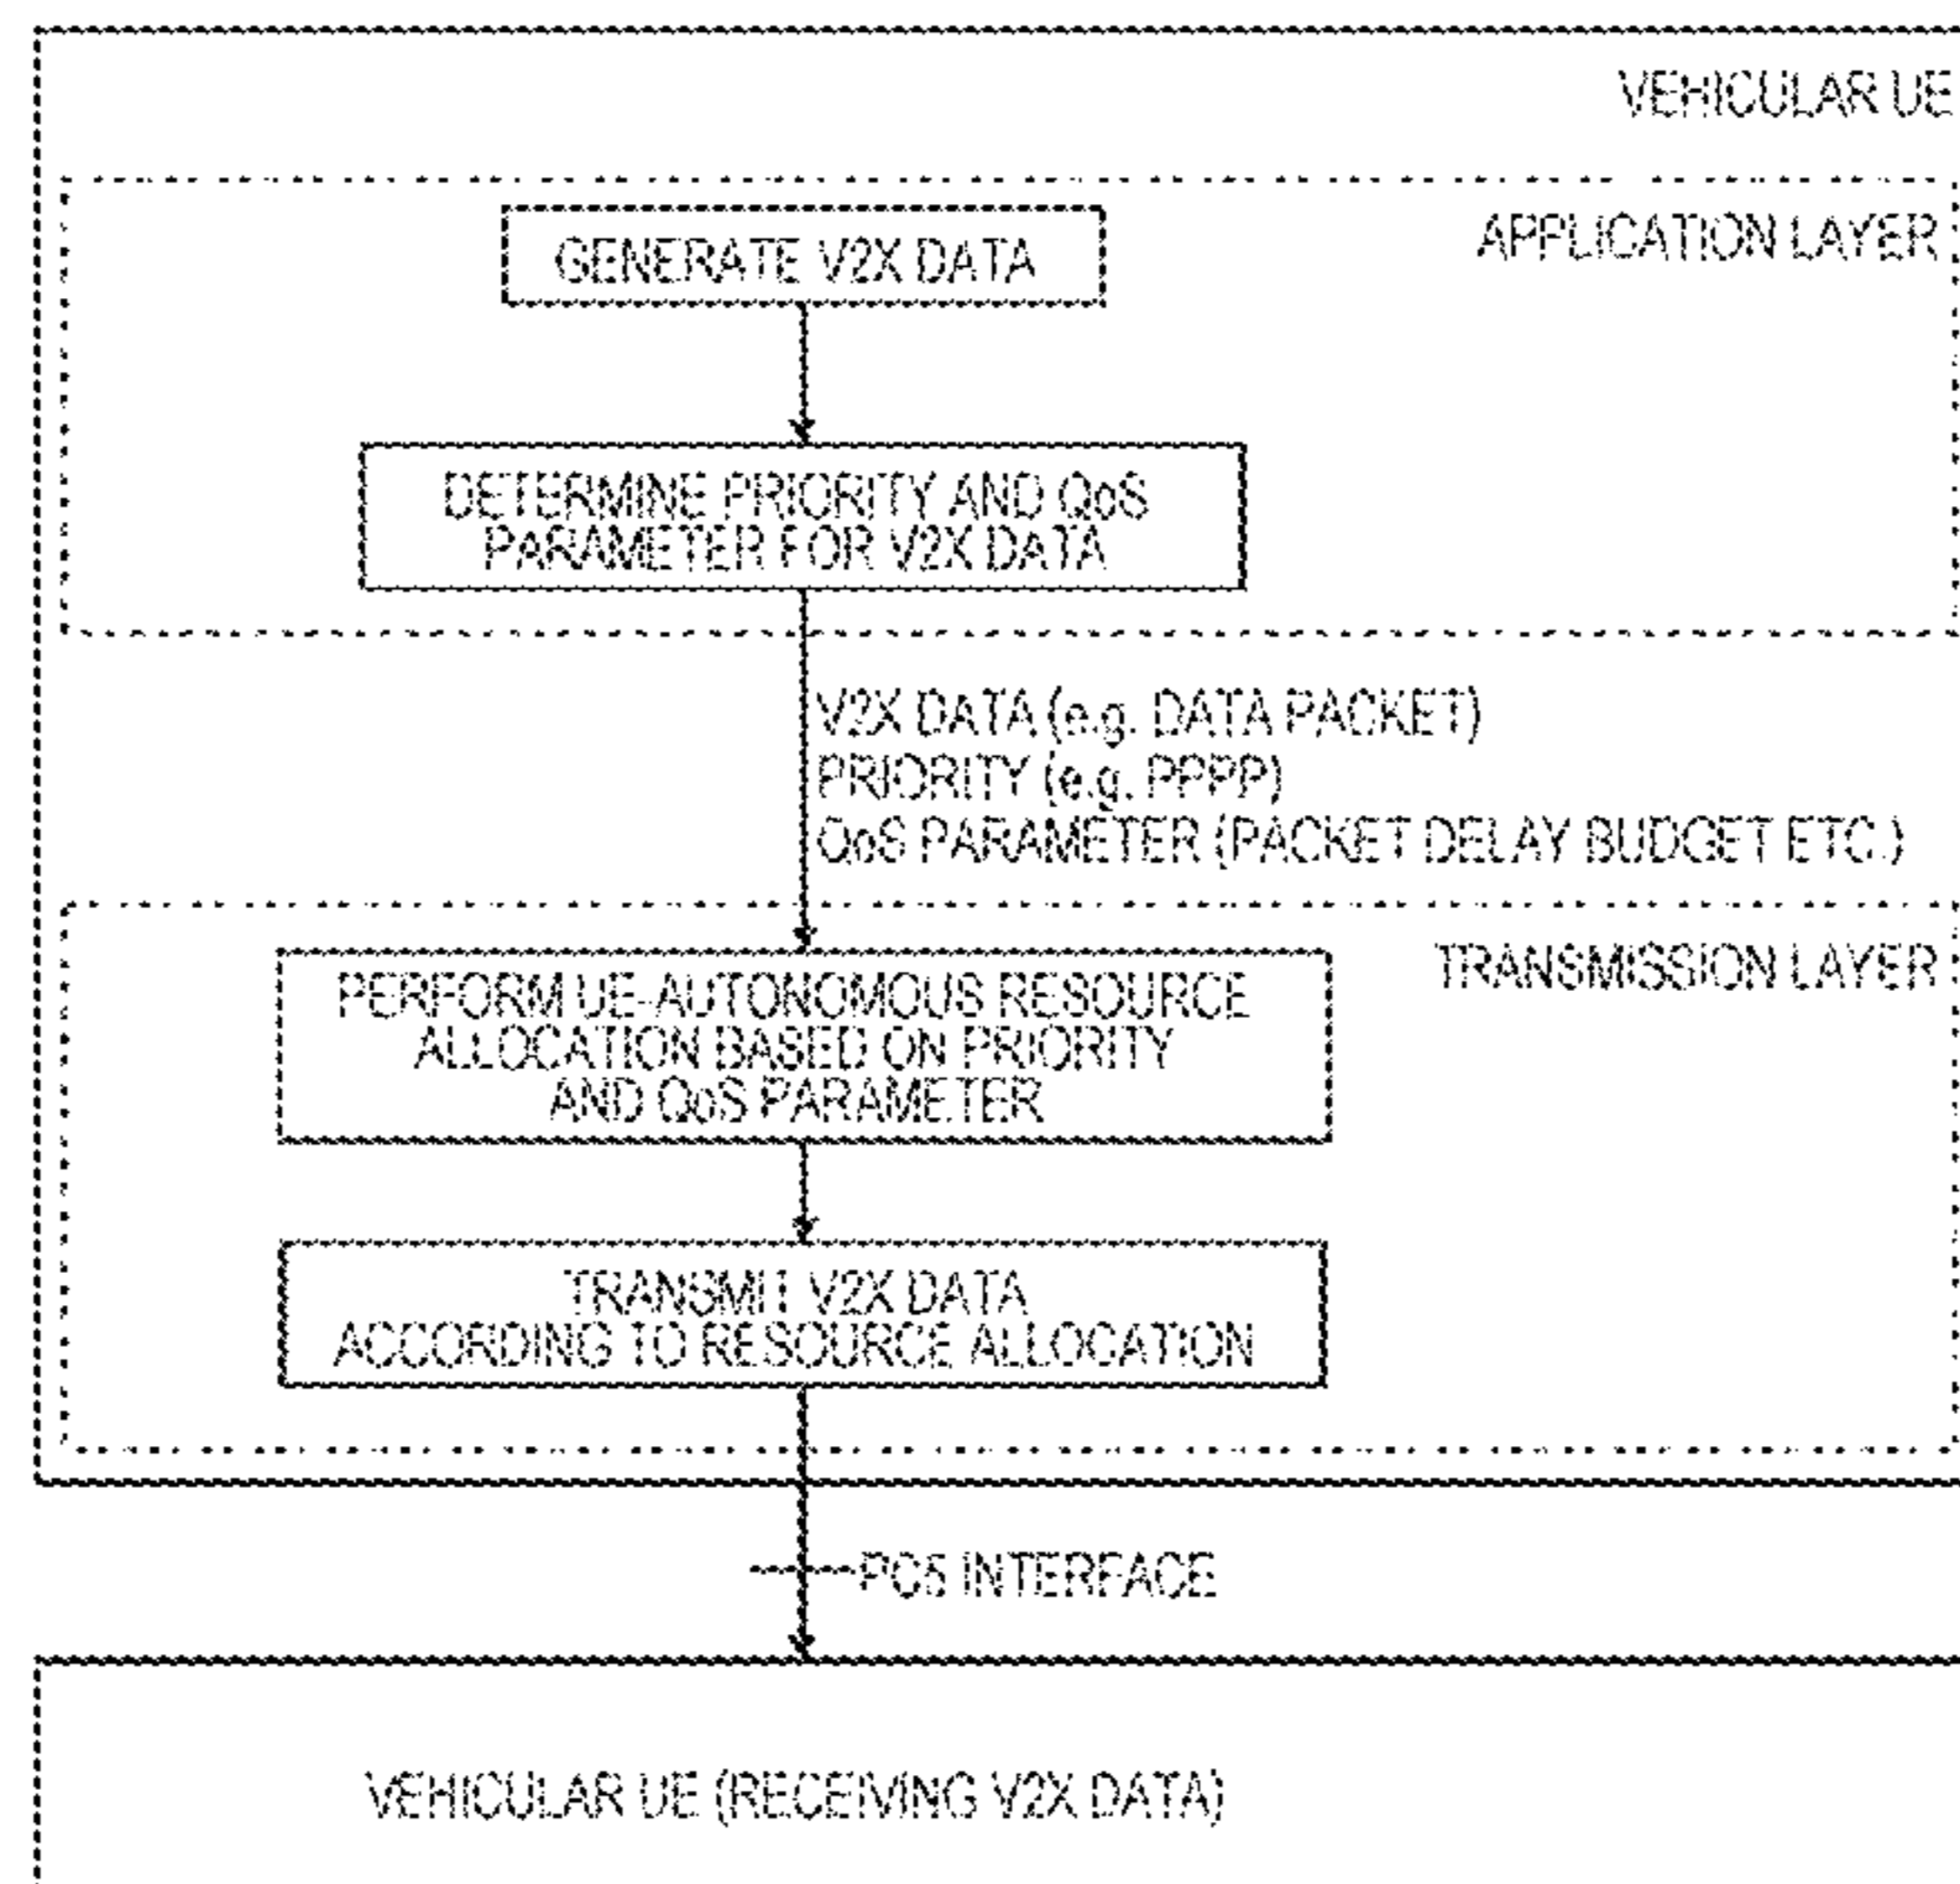 VEHICULAR UE
APPLICATION LAYER
GENERATE V2X DATA
DETERMINE PRIORITY AND QoS
PARAMETER FOR V2X DATA
V2X DATA (e.g. DATA PACKET)
PRIORITY (e.g. PPPP)
QoS PARAMETER (PACKET DELAY BUDGET ETC.)
TRANSMISSION LAYER
PERFORM UE-AUTONOMOUS RESOURCE
ALLOCATION BASED ON PRIORITY
AND QoS PARAMETER
TRANSMIT V2X DATA
ACCORDING TO RESOURCE ALLOCATION
PC5 INTERFACE
VEHICULAR UE (RECEIVING V2X DATA)